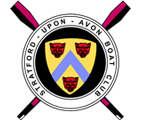 STRATFORD - UPON - AVON BOAT CLUB